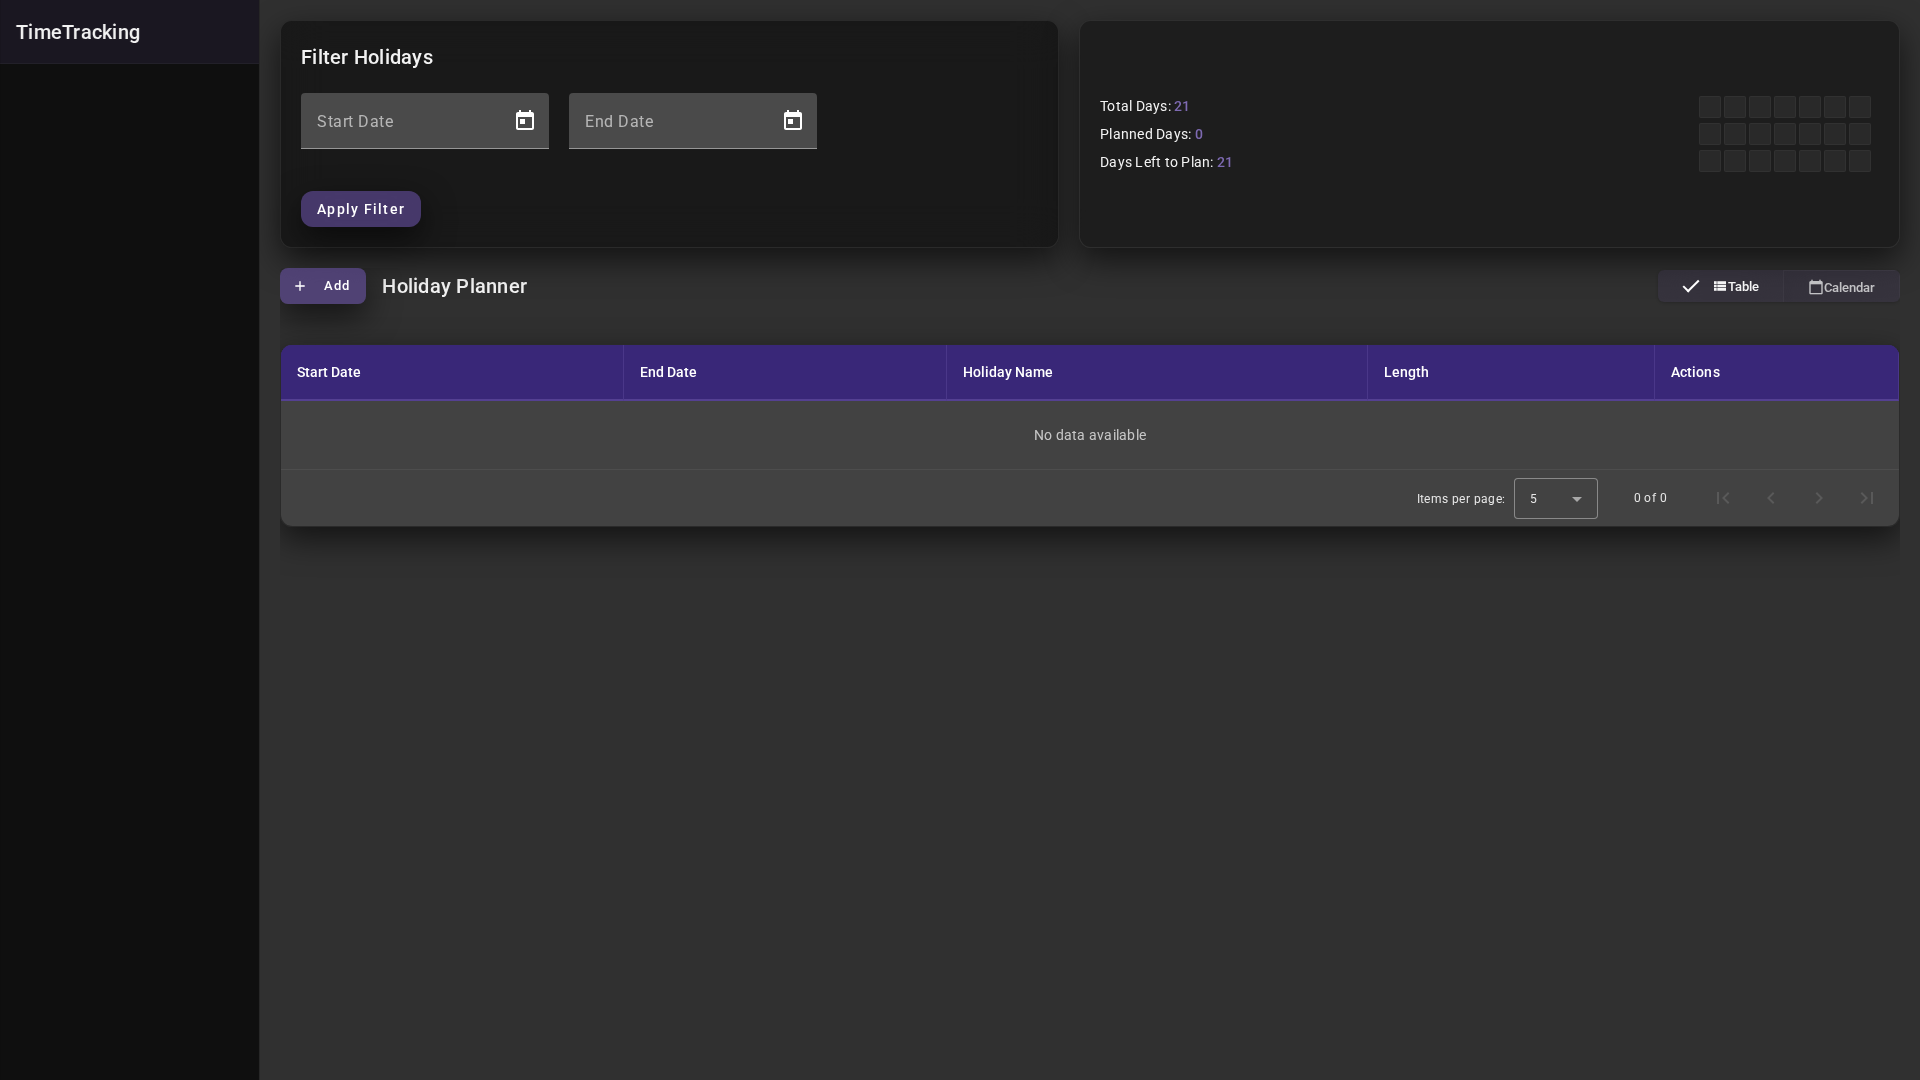 TimeTracking
Filter Holidays
Start Date
End Date
Apply Filter
Total Days: 21
Planned Days: 0
Days Left to Plan: 21
Add
Holiday Planner
Table
Calendar
Start Date
End Date
Holiday Name
Length
Actions
No data available
Items per page:
5
0 of 0